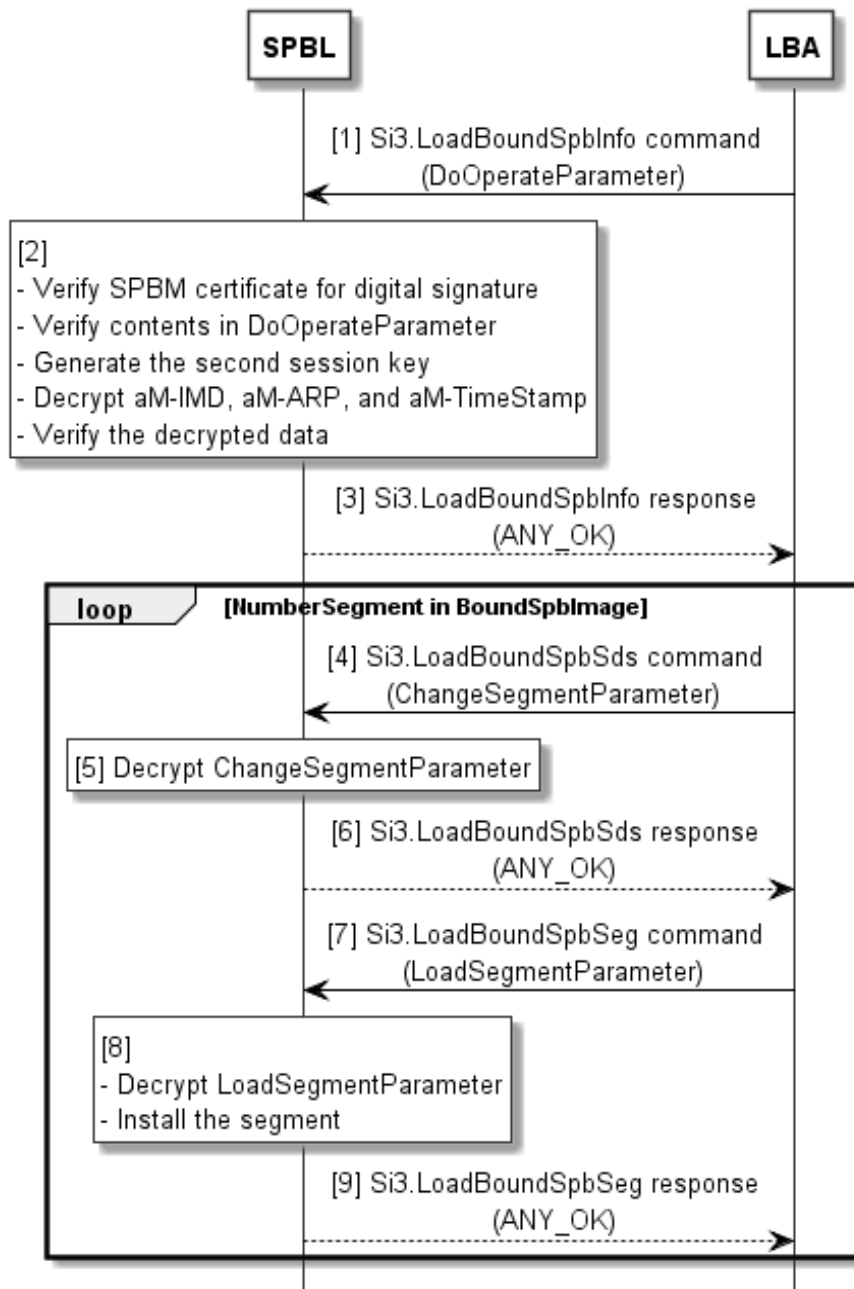 SPBL
LBA
[1] Si3.LoadBoundSpbInfo command
(DoOperateParameter)
[2]
- Verify SPBM certificate for digital signature
- Verify contents in DoOperateParameter
- Generate the second session key
- Decrypt aM-IMD, aM-ARP, and aM-TimeStamp
- Verify the decrypted data
[3] Si3.LoadBoundSpbInfo response
(ANY_OK)
loop
[NumberSegment in BoundSpbImage]
[4] Si3.LoadBoundSpbSds command
(ChangeSegmentParameter)
[5] Decrypt ChangeSegmentParameter
[6] Si3.LoadBoundSpbSds response
(ANY_OK)
[7] Si3.LoadBoundSpbSeg command
(LoadSegmentParameter)
[8]
- Decrypt LoadSegmentParameter
- Install the segment
[9] Si3.LoadBoundSpbSeg response
(ANY_OK)